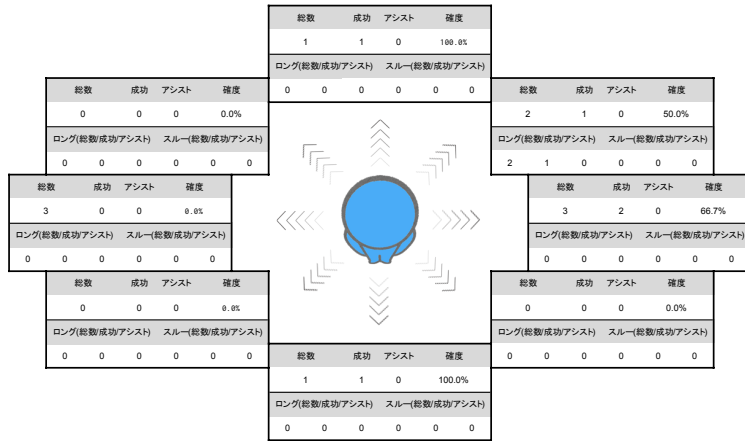 総数 成功 アシスト 確度
1 1 0 100.0%
ロング(総数/成功/アシスト) スルー(総数/成功/アシスト)
0 0 0 0 0 0
総数 成功 アシスト 確度
0 0 0 0.0%
ロング(総数/成功/アシスト) スルー(総数/成功/アシスト)
0 0 0 0 0 0
総数 成功 アシスト 確度
2 1 0 50.0%
ロング(総数/成功/アシスト) スルー(総数/成功/アシスト)
2 1 0 0 0 0
総数 成功 アシスト 確度
3 0 0 0.0%
ロング(総数/成功/アシスト) スルー(総数/成功/アシスト)
0 0 0 0 0 0
総数 成功 アシスト 確度
3 2 0 66.7%
ロング(総数/成功/アシスト) スルー(総数/成功/アシスト)
0 0 0 0 0 0
総数 成功 アシスト 確度
0 0 0 0.0%
ロング(総数/成功/アシスト) スルー(総数/成功/アシスト)
0 0 0 0 0 0
総数 成功 アシスト 確度
0 0 0 0.0%
ロング(総数/成功/アシスト) スルー(総数/成功/アシスト)
0 0 0 0 0 0
総数 成功 アシスト 確度
1 1 0 100.0%
ロング(総数/成功/アシスト) スルー(総数/成功/アシスト)
0 0 0 0 0 0